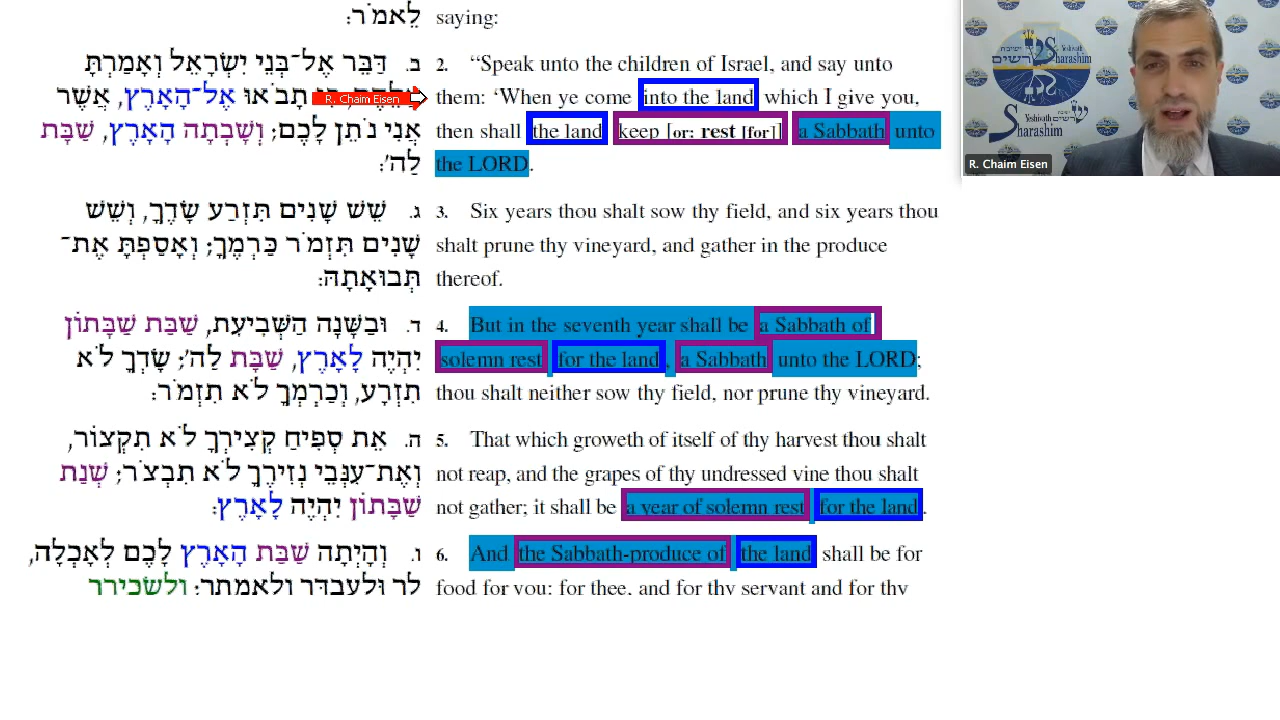 לֵאמֹר:
saying:
ב. דַּבֵּר אֶל־בְּנֵי יִשְׂרָאֵל וְאָמַרְתָּ
2. “Speak unto the children of Israel, and say unto
תָבֹאוּ אֶל־הָאָרֶץ, אֲשֶׁר
R. Chaim Eisen
them: ‘When ye come into the land which I give you,
אֲנִי נֹתֵן לָכֶם; וְשָׁבְתָה הָאָרֶץ, שַׁבָּת
then shall the land keep [or: rest [for]] a Sabbath unto
לַה':
the LORD.
ג. שֵׁשׁ שָׁנִים תִּזְרַע שָׂדֶךָ, וְשֵׁשׁ
3. Six years thou shalt sow thy field, and six years thou
שָׁנִים תִּזְמֹר כַּרְמֶךָ; וְאָסַפְתָּ אֶת־
shalt prune thy vineyard, and gather in the produce
תְּבוּאָתָהּ:
thereof.
ד. וּבַשָּׁנָה הַשְּׁבִיעִת, שַׁבַּת שַׁבָּתוֹן
4. But in the seventh year shall be a Sabbath of
יִהְיֶה לָאָרֶץ, שַׁבָּת לַה'; שָׂדְךָ לֹא
solemn rest for the land, a Sabbath unto the LORD;
תִזְרָע, וְכַרְמְךָ לֹא תִזְמֹר:
thou shalt neither sow thy field, nor prune thy vineyard.
ה. אֵת סְפִיחַ קְצִירְךָ לֹא תִקְצוֹר,
5. That which groweth of itself of thy harvest thou shalt
וְאֶת־עִנְּבֵי נְזִירֶךָ לֹא תִבְצֹר; שְׁנַת
not reap, and the grapes of thy undressed vine thou shalt
שַׁבָּתוֹן יִהְיֶה לָאָרֶץ:
not gather; it shall be a year of solemn rest for the land.
ו. וְהָיְתָה שַׁבַּת הָאָרֶץ לָכֶם לְאָכְלָה,
6. And the Sabbath-produce of the land shall be for
food for you: for thee, and for thy servant and for thy
Yeshivath
Sharashim
R. Chaim Eisen